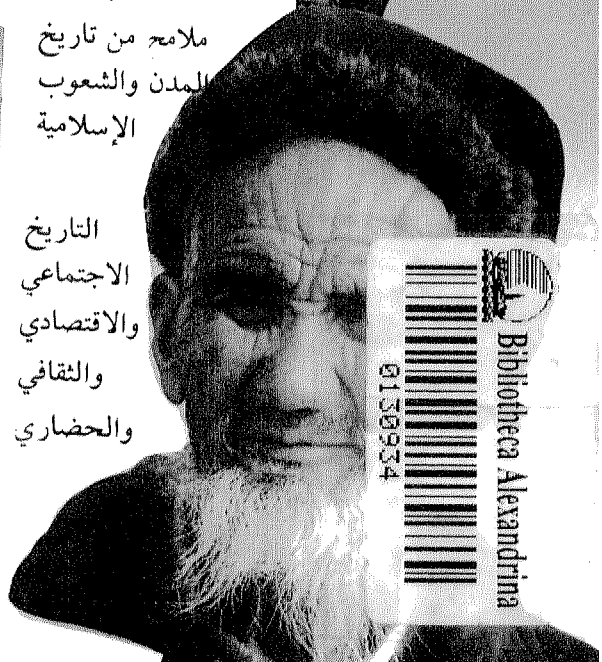 ملامح من تاريخ
المدن والشعوب
الإسلامية
التاريخ
الاجتماعي
والاقتصادي
والثقافي
والحضاري
0130934
Bibliotheca Alexandrina